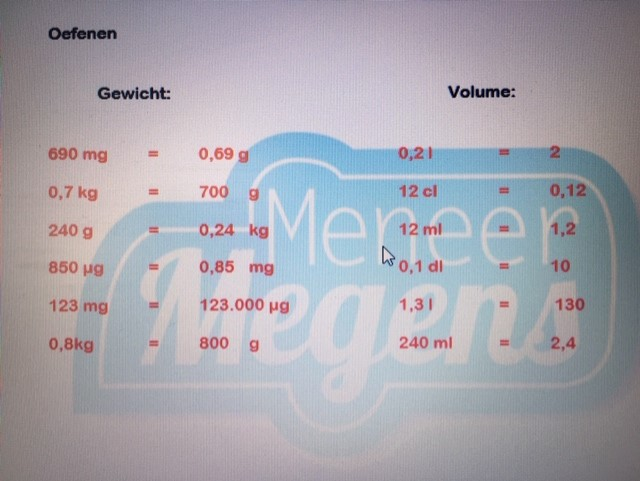 Oefenen
Gewicht: Volume:
690 mg = 0,69 g 0,2 l = 2
0,7 kg = 700 g 12 cl = 0,12
240 g = 0,24 kg 12 ml = 1,2
850 µg = 0,85 mg 0,1 dl = 10
123 mg = 123.000 µg 1,3 l = 130
0,8kg = 800 g 240 ml = 2,4
Meneer
Megens